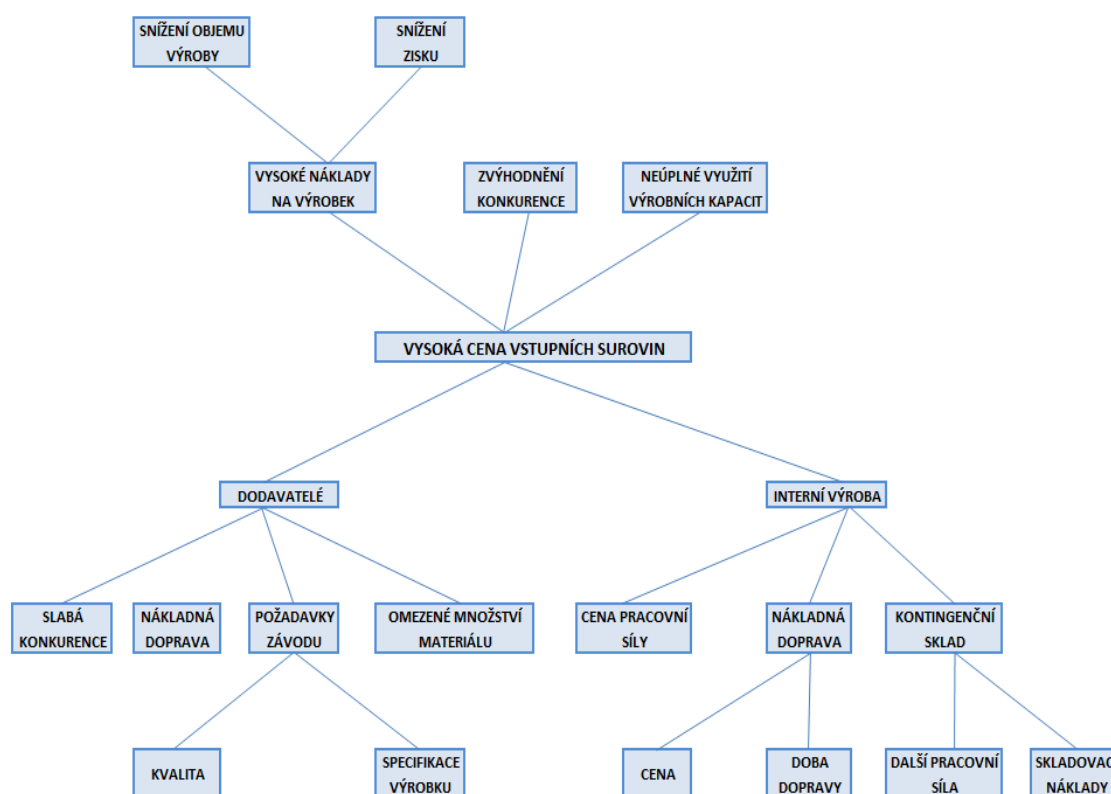 SNÍŽENÍ OBJEMU
VÝROBY
SNÍŽENÍ
ZISKU
VYSOKÉ NÁKLADY
NA VÝROBEK
ZVÝHODNĚNÍ
KONKURENCE
NEÚPLNÉ VYUŽITÍ
VÝROBNÍCH KAPACIT
VYSOKÁ CENA VSTUPNÍCH SUROVIN
DODAVATELÉ
INTERNÍ VÝROBA
SLABÁ
KONKURENCE
NÁKLADNÁ
DOPRAVA
POŽADAVKY
ZÁVODU
OMEZENÉ MNOŽSTVÍ
MATERIÁLU
CENA PRACOVNÍ
SÍLY
NÁKLADNÁ
DOPRAVA
KONTINGENČNÍ
SKLAD
KVALITA
SPECIFIKACE
VÝROBKU
CENA
DOBA
DOPRAVY
DALŠÍ PRACOVNÍ
SÍLA
SKLADOVAC
NÁKLADY